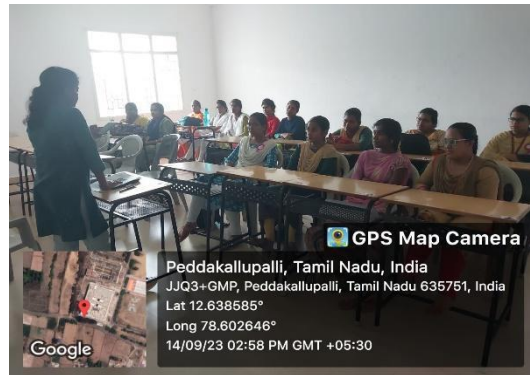 GPS Map Camera
Peddakallupalli, Tamil Nadu, India
JJQ3+GMP, Peddakallupalli, Tamil Nadu 635751, India
Lat 12.638585°
Long 78.602646°
14/09/23 02:58 PM GMT +05:30
Google